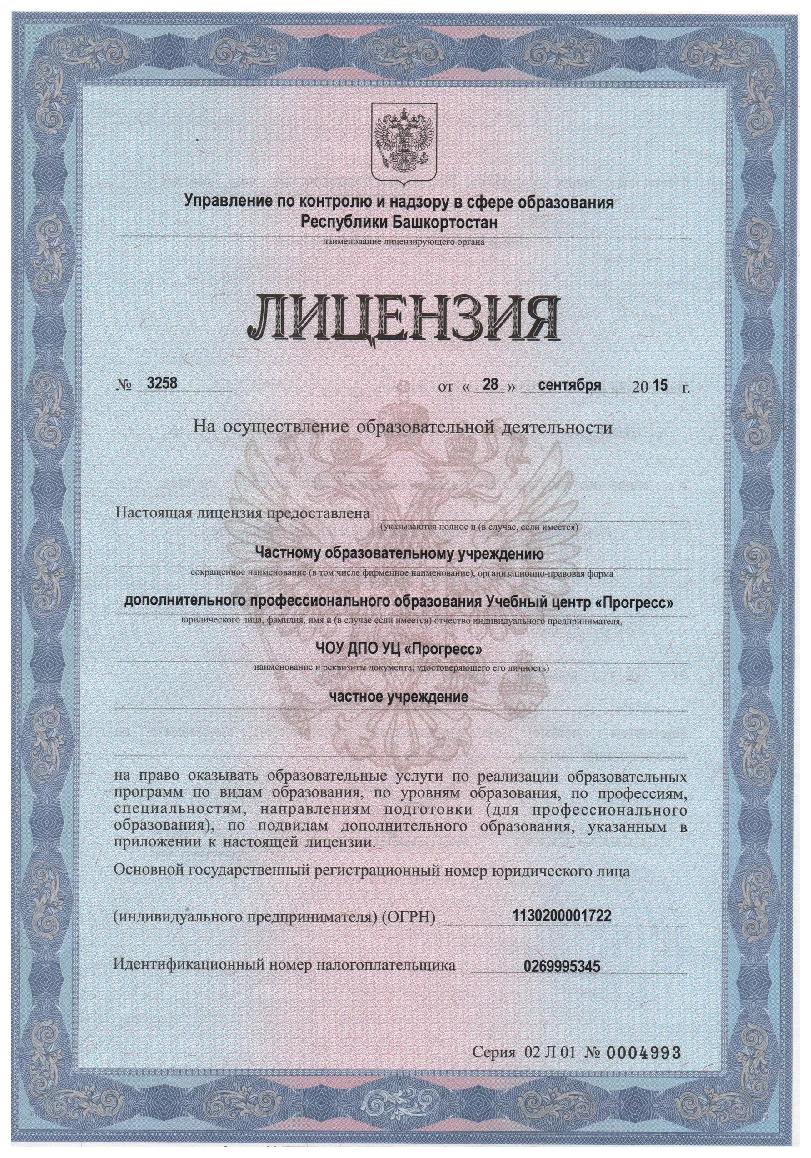 Управление по контролю и надзору в сфере образования
Республики Башкортостан
наименование лицензирующего органа
ЛИЦЕНЗИЯ
№ 3258 от « 28 » сентября 2015 г.
На осуществление образовательной деятельности
Настоящая лицензия предоставлена
(указываются полное и (в случае, если имеется)
Частному образовательному учреждению
сокращенное наименование (в том числе фирменное наименование), организационно-правовая форма
дополнительного профессионального образования Учебный центр «Прогресс»
юридического лица, фамилия, имя и (в случае если имеется) отчество индивидуального предпринимателя,
ЧОУ ДПО УЦ «Прогресс»
наименование и реквизиты документа, удостоверяющего его личность)
частное учреждение
на право оказывать образовательные услуги по реализации образовательных
программ по видам образования, по уровням образования, по профессиям,
специальностям, направлениям подготовки (для профессионального
образования), по подвидам дополнительного образования, указанным в
приложении к настоящей лицензии.
Основной государственный регистрационный номер юридического лица
(индивидуального предпринимателя) (ОГРН) 1130200001722
Идентификационный номер налогоплательщика 0269995345
Серия 02 Л 01 № 0004993